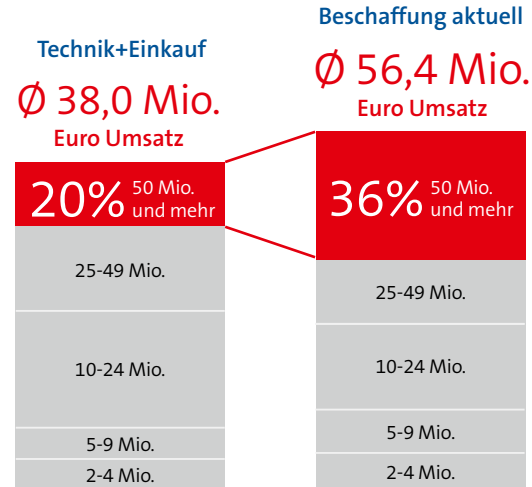 Technik+Einkauf
Ø 38,0 Mio.
Euro Umsatz
20% 50 Mio.
und mehr
25-49 Mio.
10-24 Mio.
5-9 Mio.
2-4 Mio.
Beschaffung aktuell
Ø 56,4 Mio.
Euro Umsatz
36% 50 Mio.
und mehr
25-49 Mio.
10-24 Mio.
5-9 Mio.
2-4 Mio.